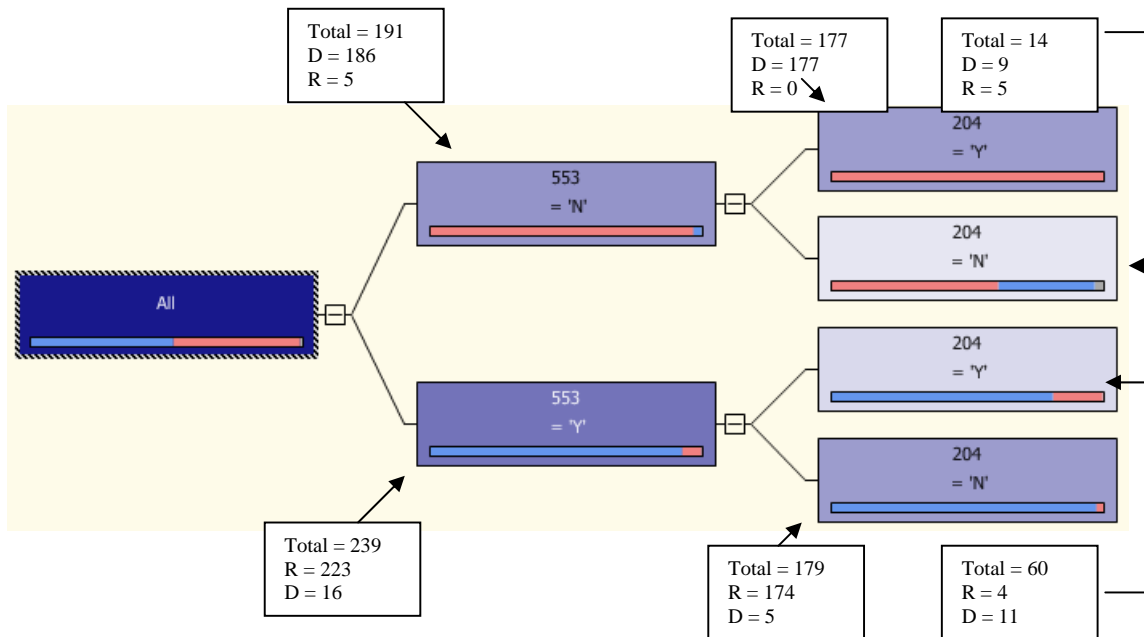 Total = 191
D = 186
R = 5
Total = 177
D = 177
R = 0
Total = 14
D = 9
R = 5
204
= 'Y'
553
= 'N'
204
= 'N'
All
204
= 'Y'
553
= 'Y'
204
= 'N'
Total = 239
R = 223
D = 16
Total = 179
R = 174
D = 5
Total = 60
R = 4
D = 11